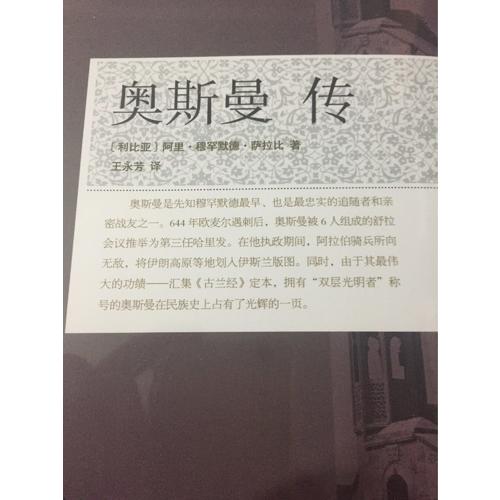 奥斯曼 传
［利比亚］阿里·穆罕默德·萨拉比 著
王永芳 译
奥斯曼是先知穆罕默德最早、也是最忠实的追随者和亲
密战友之一。644年欧麦尔遇刺后，奥斯曼被6人组成的舒拉
会议推举为第三任哈里发。在他执政期间，阿拉伯骑兵所向
无敌，将伊朗高原等地划人伊斯兰版图。同时，由于其最伟
大的功绩——汇集《古兰经》定本，拥有“双层光明者”称
号的奥斯曼在民族史上占有了光辉的一页。